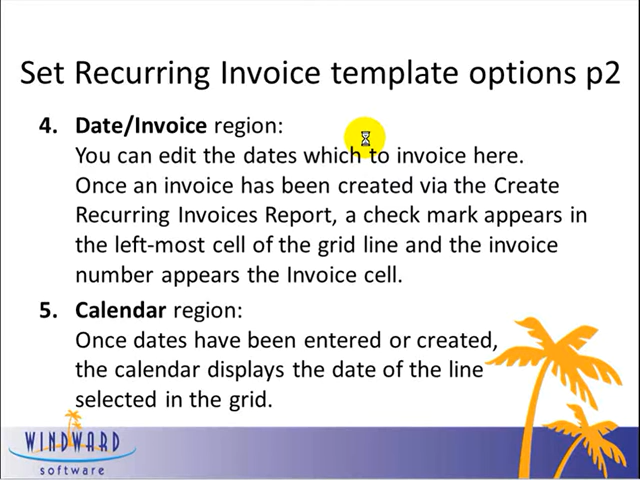 Set Recurring Invoice template options p2
4. Date/Invoice region:
You can edit the dates which to invoice here.
Once an invoice has been created via the Create
Recurring Invoices Report, a check mark appears in
the left-most cell of the grid line and the invoice
number appears the Invoice cell.
5. Calendar region:
Once dates have been entered or created,
the calendar displays the date of the line
selected in the grid.
WINDWARD
software